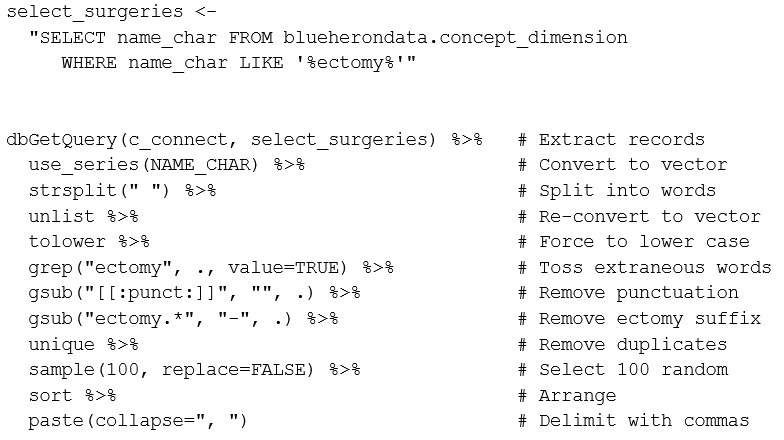 select_surgeries <-
  "SELECT name_char FROM blueherondata.concept_dimension
     WHERE name_char LIKE '%ectomy%'"

dbGetQuery(c_connect, select_surgeries) %>%   # Extract records
  use_series(NAME_CHAR) %>%                   # Convert to vector
  strsplit(" ") %>%                           # Split into words
  unlist %>%                                  # Re-convert to vector
  tolower %>%                                 # Force to lower case
  grep("ectomy", ., value=TRUE) %>%           # Toss extraneous words
  gsub("[[:punct:]]", "", .) %>%              # Remove punctuation
  gsub("ectomy.*", "-", .) %>%                # Remove ectomy suffix
  unique %>%                                  # Remove duplicates
  sample(100, replace=FALSE) %>%              # Select 100 random
  sort %>%                                    # Arrange
  paste(collapse=", ")                        # Delimit with commas